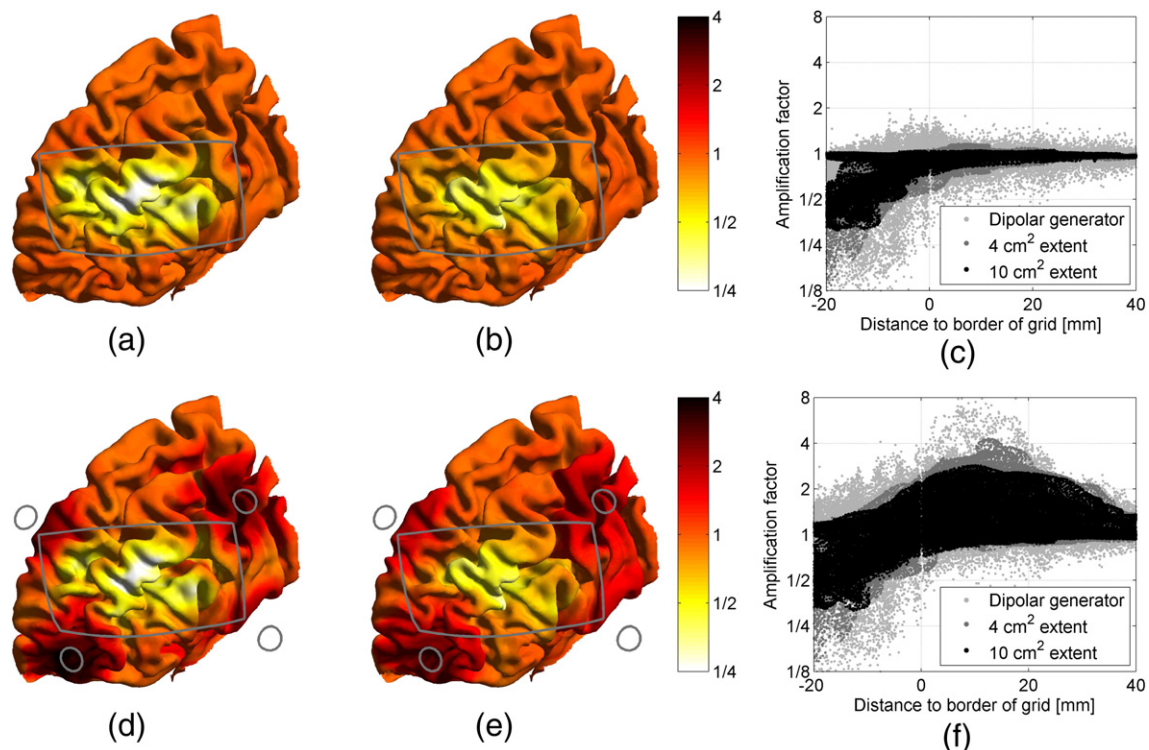 4
2
1
1/2
1/4
(a)
(b)
Amplification factor
8
4
2
1
1/2
1/4
1/8
Dipolar generator
4 cm² extent
10 cm² extent
-20 0 20 40
Distance to border of grid [mm]
(c)
4
2
1
1/2
1/4
(d)
(e)
Amplification factor
8
4
2
1
1/2
1/4
1/8
Dipolar generator
4 cm² extent
10 cm² extent
-20 0 20 40
Distance to border of grid [mm]
(f)